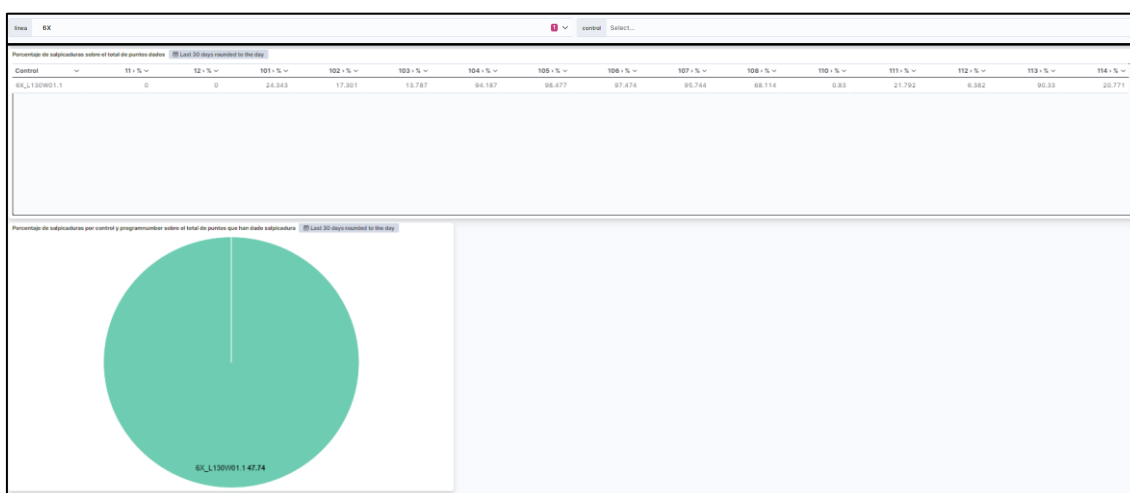 linea 6X 1 control Select...
Porcentaje de salpicaduras sobre el total de puntos dados Last 30 days rounded to the day
Control 11 › % 12 › % 101 › % 102 › % 103 › % 104 › % 105 › % 106 › % 107 › % 108 › % 110 › % 111 › % 112 › % 113 › % 114 › %
6X_L130W01.1 0 0 24.343 17.301 13.787 94.187 98.477 97.474 95.744 68.114 0.83 21.792 6.382 90.33 20.771
Porcentaje de salpicaduras por control y programnumber sobre el total de puntos que han dado salpicadura Last 30 days rounded to the day
6X_L130W01.1 47.74